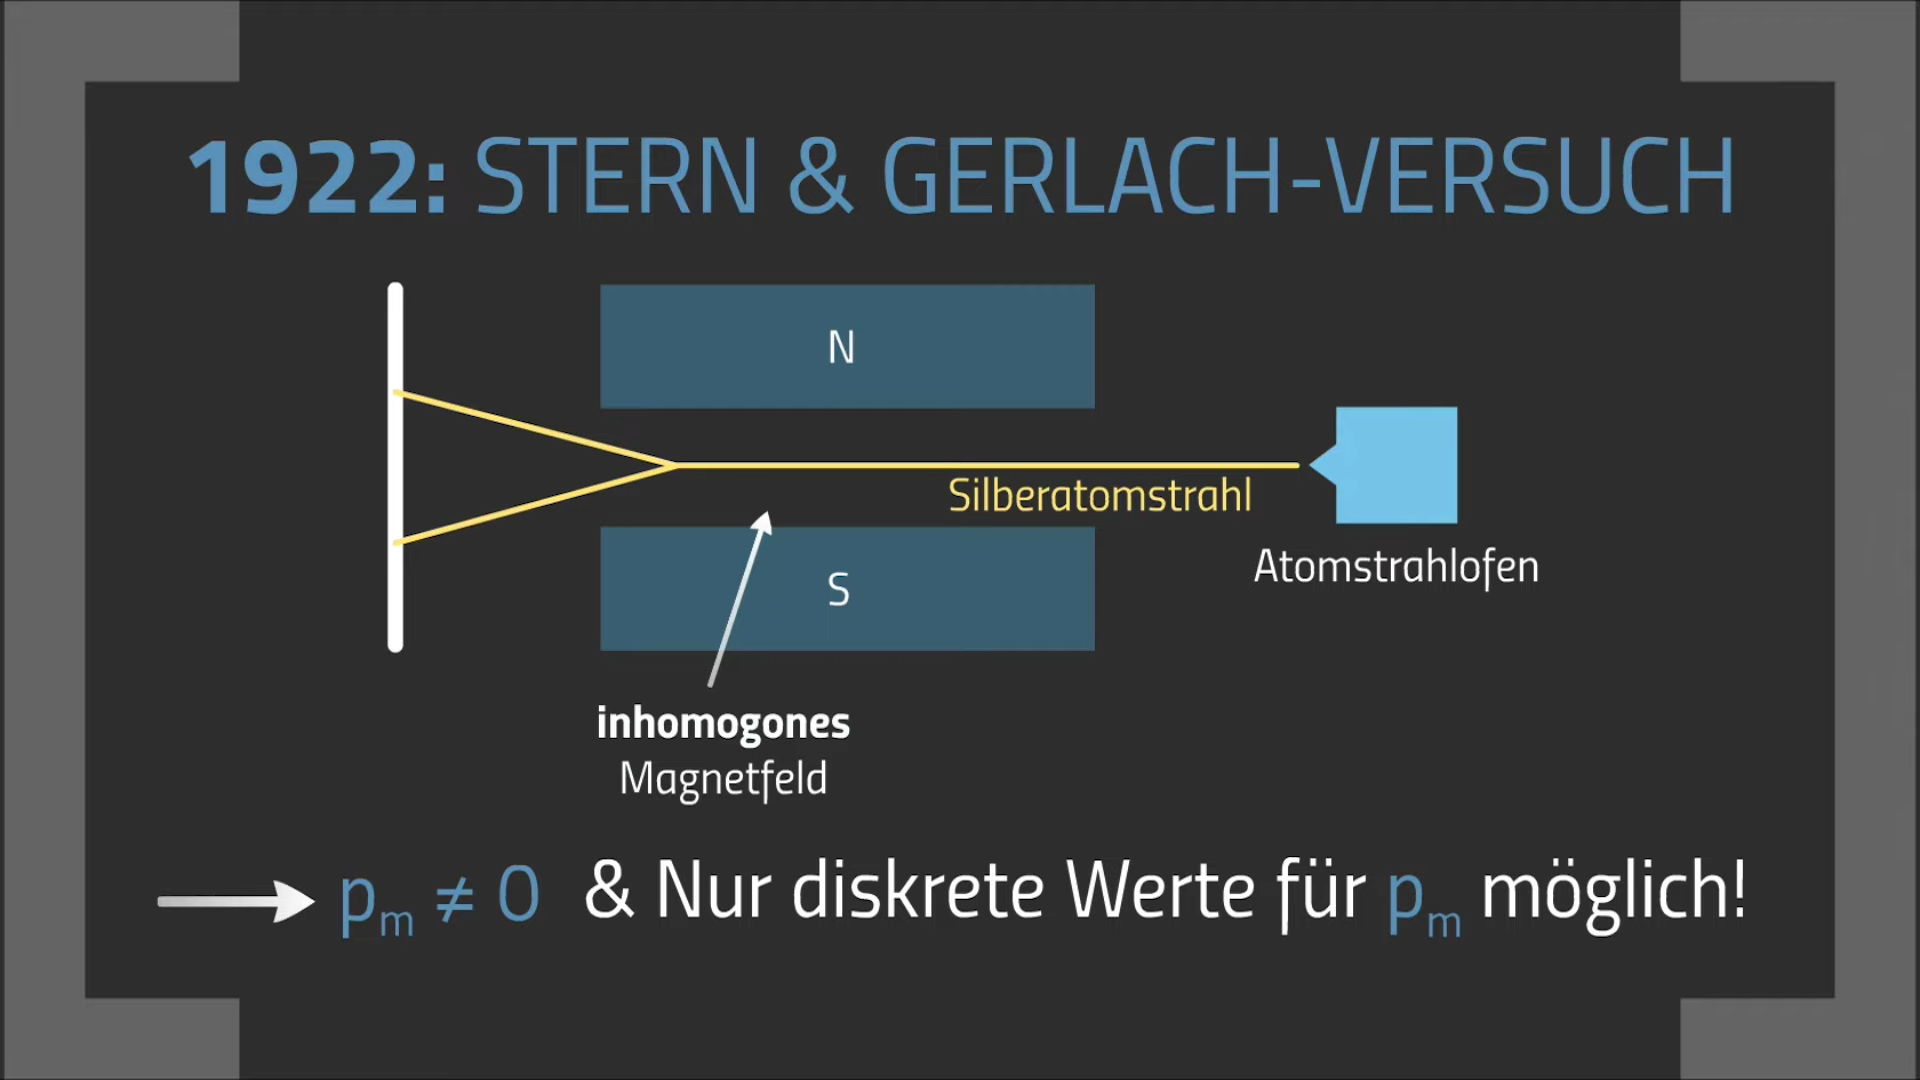 1922: STERN & GERLACH-VERSUCH
N
Silberatomstrahl
S
Atomstrahlofen
inhomogones
Magnetfeld
pₘ ≠ 0 & Nur diskrete Werte für pₘ möglich!